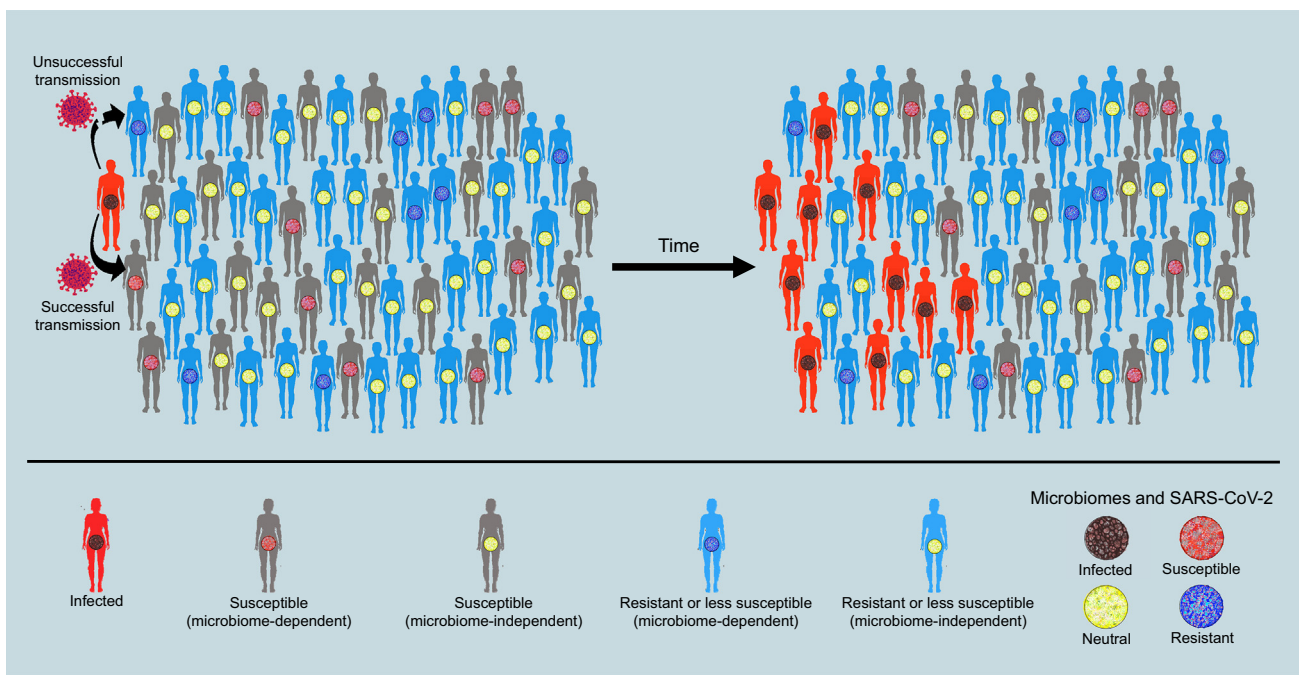 Unsuccessful
transmission
Successful
transmission
Time
Infected
Susceptible
(microbiome-dependent)
Susceptible
(microbiome-independent)
Resistant or less susceptible
(microbiome-dependent)
Resistant or less susceptible
(microbiome-independent)
Microbiomes and SARS-CoV-2
Infected
Susceptible
Neutral
Resistant